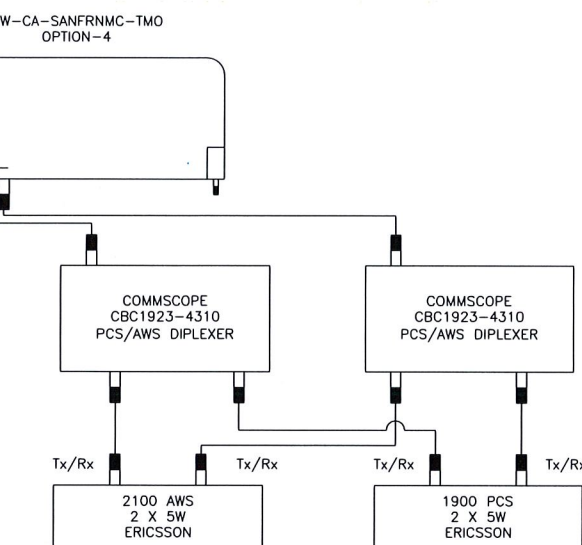 W-CA-SANFRNMC-TMO
OPTION-4
COMMSCOPE
CBC1923-4310
PCS/AWS DIPLEXER
COMMSCOPE
CBC1923-4310
PCS/AWS DIPLEXER
Tx/Rx
Tx/Rx
Tx/Rx
Tx/Rx
2100 AWS
2 X 5W
ERICSSON
1900 PCS
2 X 5W
ERICSSON